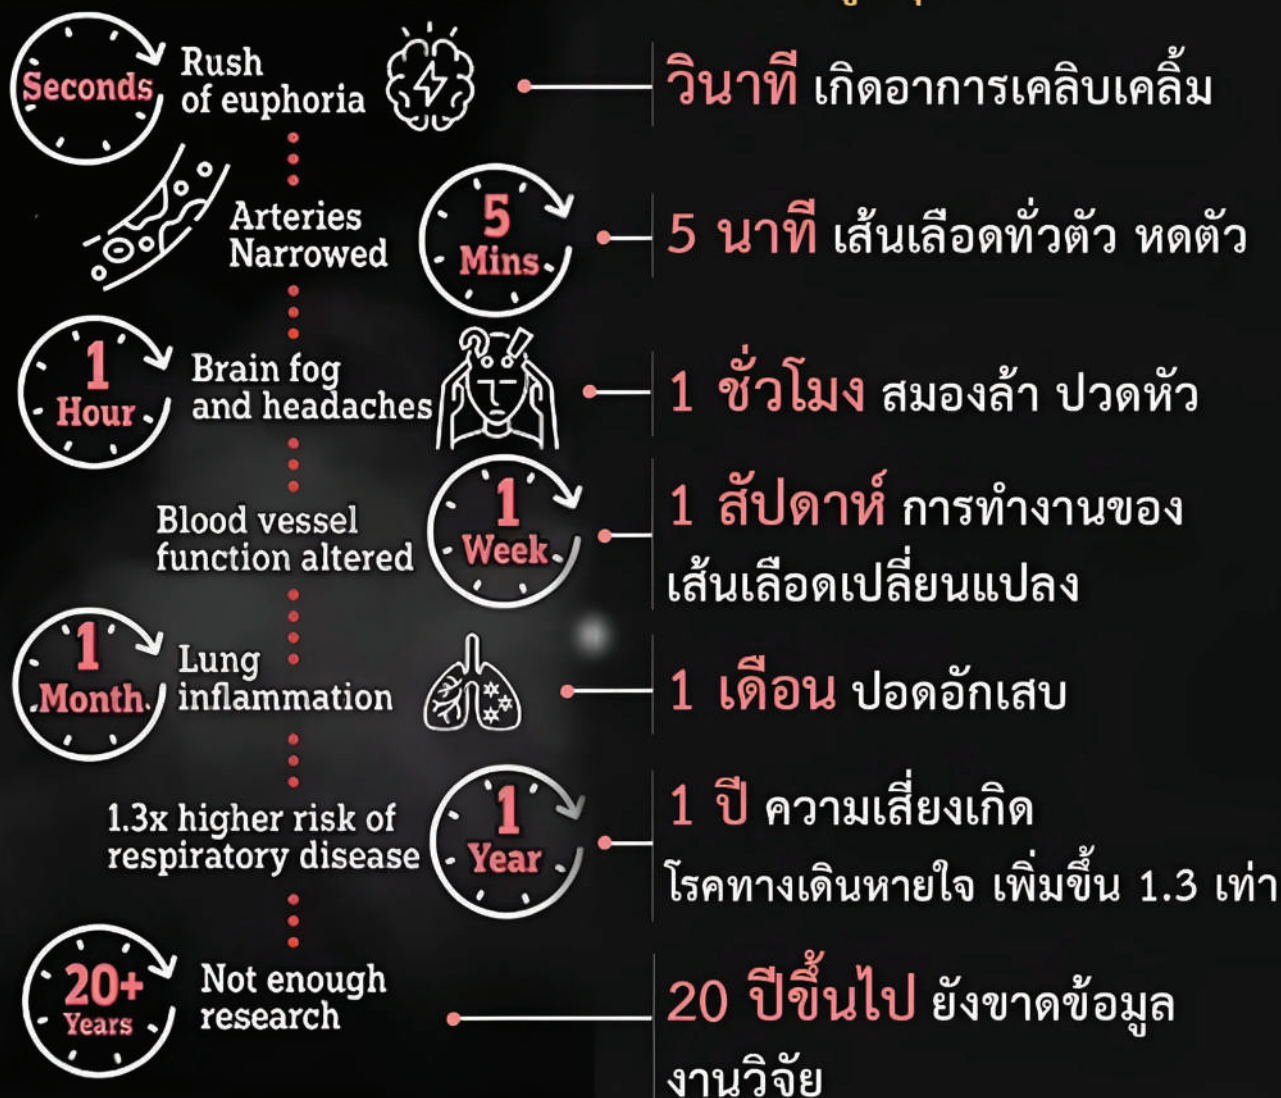 Seconds
Rush
of euphoria
วินาที เกิดอาการเคลิบเคลิ้ม
Arteries
Narrowed
5
Mins
5 นาที เส้นเลือดทั่วตัว หดตัว
1
Hour
Brain fog
and headaches
1 ชั่วโมง สมองล้า ปวดหัว
Blood vessel
function altered
1
Week
1 สัปดาห์ การทำงานของ
เส้นเลือดเปลี่ยนแปลง
1
Month
Lung
inflammation
1 เดือน ปอดอักเสบ
1.3x higher risk of
respiratory disease
1
Year
1 ปี ความเสี่ยงเกิด
โรคทางเดินหายใจ เพิ่มขึ้น 1.3 เท่า
20+
Years
Not enough
research
20 ปีขึ้นไป ยังขาดข้อมูล
งานวิจัย